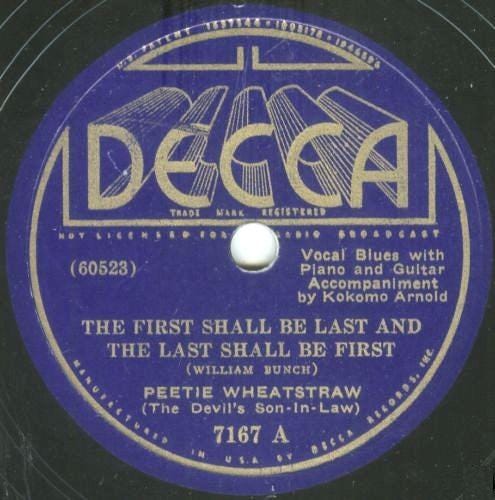 U.S. PATENT 1637544
DECCA
TRADE MARK REGISTERED
NOT LICENSED FOR RADIO BROADCAST
(60523)
Vocal Blues with
Piano and Guitar
Accompaniment
by Kokomo Arnold
THE FIRST SHALL BE LAST AND
THE LAST SHALL BE FIRST
(WILLIAM BUNCH)
PEETIE WHEATSTRAW
(The Devil's Son-In-Law)
7167 A
MANUFACTURED IN U.S.A. BY DECCA RECORDS, INC.